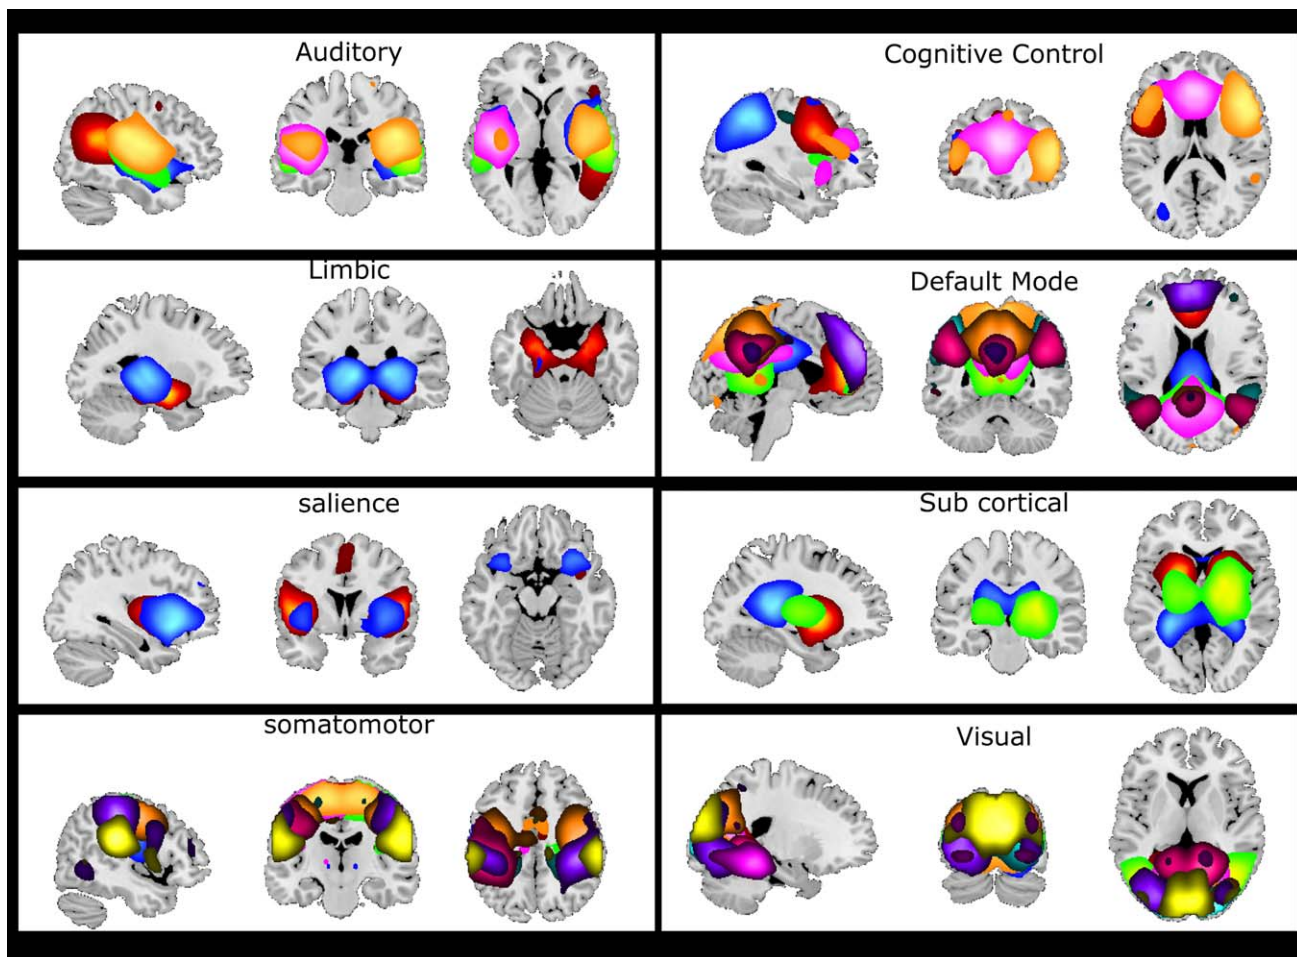 Auditory
Cognitive Control
Limbic
Default Mode
salience
Sub cortical
somatomotor
Visual